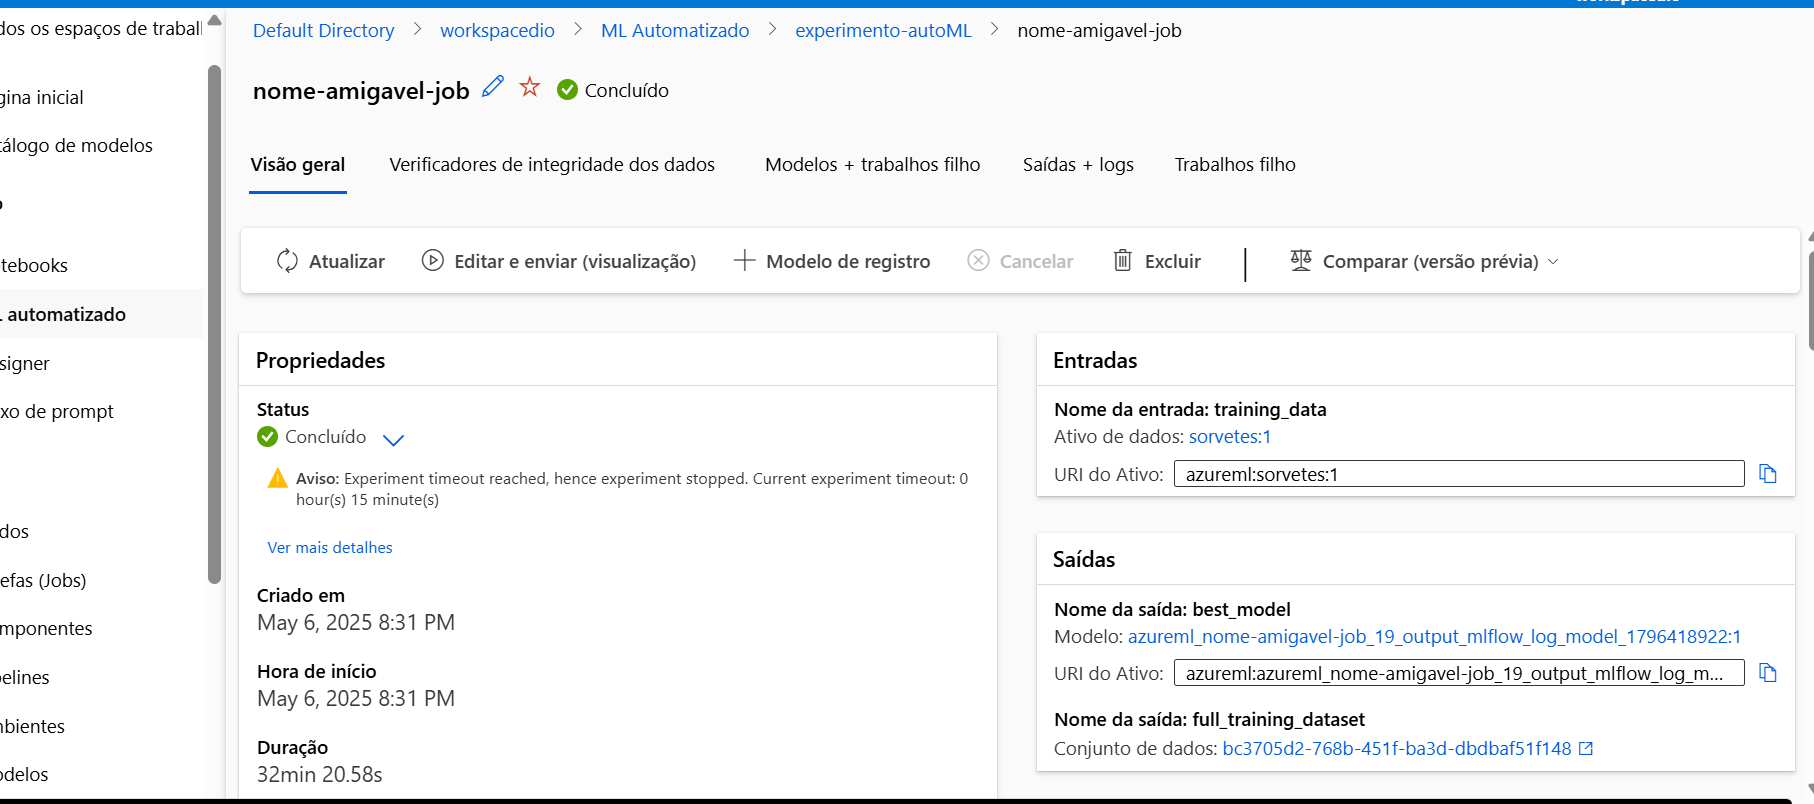 Default Directory > workspacedio > ML Automatizado > experimento-autoML > nome-amigavel-job
nome-amigavel-job Concluído
Visão geral Verificadores de integridade dos dados Modelos + trabalhos filho Saídas + logs Trabalhos filho
Atualizar Editar e enviar (visualização) Modelo de registro Cancelar Excluir Comparar (versão prévia)
dos os espaços de trabal
gina inicial
tálogo de modelos
o
tebooks
L automatizado
signer
xo de prompt
dos
efas (Jobs)
mponentes
elines
bientes
delos
Propriedades
Status
Concluído
Aviso: Experiment timeout reached, hence experiment stopped. Current experiment timeout: 0
hour(s) 15 minute(s)
Ver mais detalhes
Criado em
May 6, 2025 8:31 PM
Hora de início
May 6, 2025 8:31 PM
Duração
32min 20.58s
Entradas
Nome da entrada: training_data
Ativo de dados: sorvetes:1
URI do Ativo: azureml:sorvetes:1
Saídas
Nome da saída: best_model
Modelo: azureml_nome-amigavel-job_19_output_mlflow_log_model_1796418922:1
URI do Ativo: azureml:azureml_nome-amigavel-job_19_output_mlflow_log_m...
Nome da saída: full_training_dataset
Conjunto de dados: bc3705d2-768b-451f-ba3d-dbdbaf51f148